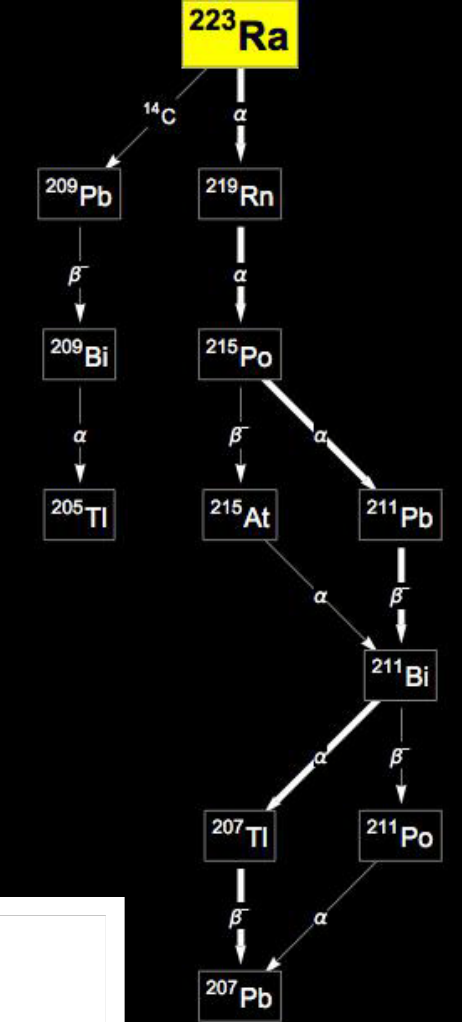 ²²³Ra
¹⁴C α
²⁰⁹Pb ²¹⁹Rn
β⁻ α
²⁰⁹Bi ²¹⁵Po
α β⁻ α
²⁰⁵Tl ²¹⁵At ²¹¹Pb
α β⁻
²¹¹Bi
α β⁻
²⁰⁷Tl ²¹¹Po
β⁻ α
²⁰⁷Pb